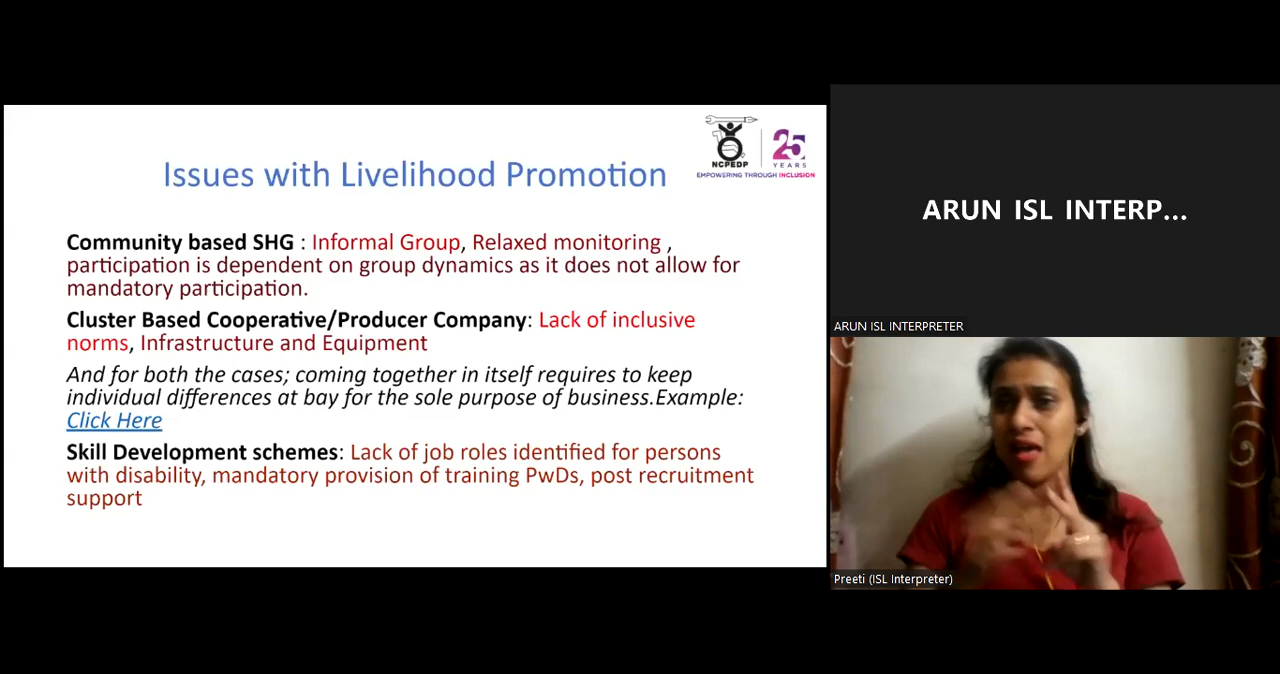 NCPEDP
25
YEARS
EMPOWERING THROUGH INCLUSION
Issues with Livelihood Promotion
Community based SHG : Informal Group, Relaxed monitoring ,
participation is dependent on group dynamics as it does not allow for
mandatory participation.
Cluster Based Cooperative/Producer Company: Lack of inclusive
norms, Infrastructure and Equipment
And for both the cases; coming together in itself requires to keep
individual differences at bay for the sole purpose of business.Example:
Click Here
Skill Development schemes: Lack of job roles identified for persons
with disability, mandatory provision of training PwDs, post recruitment
support
ARUN ISL INTERP...
ARUN ISL INTERPRETER
Preeti (ISL Interpreter)